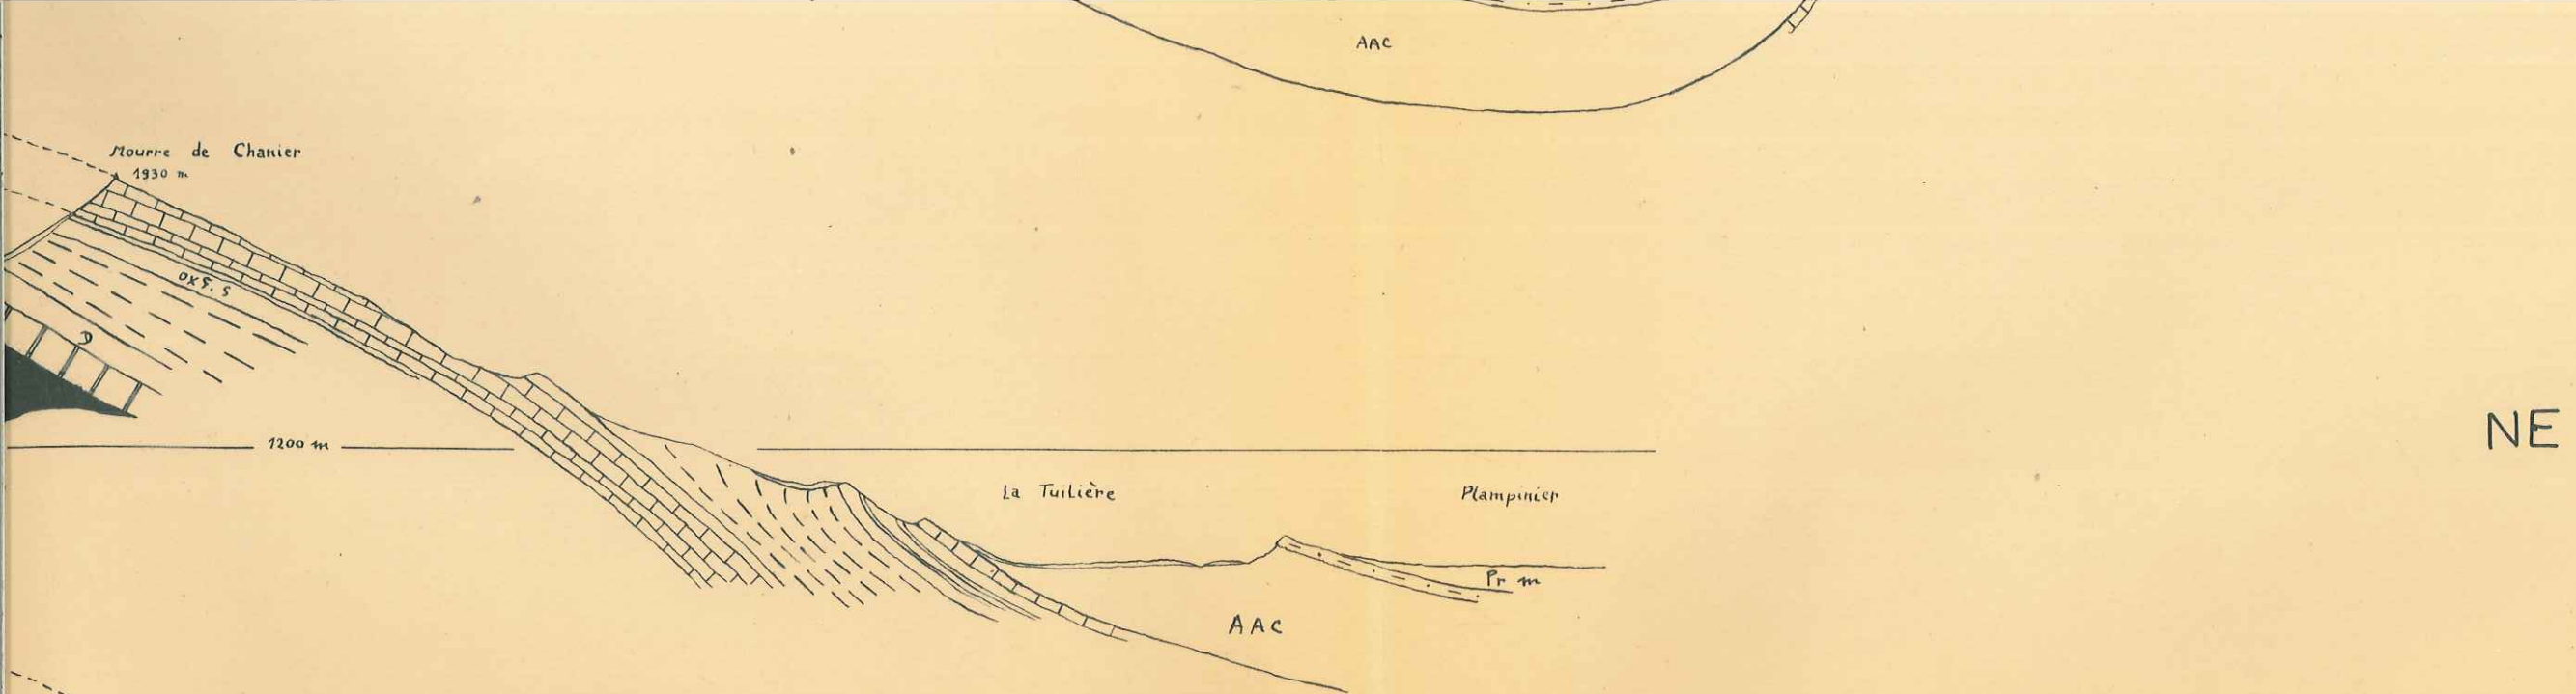 AAC
Mourre de Chanier
1930 m
oxf. s
D
1200 m
NE
La Tuilière
Plampinier
Pr m
AAC